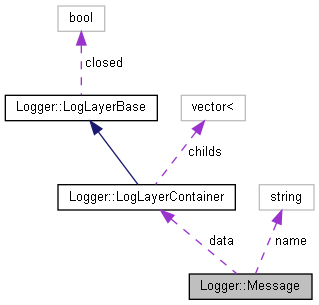 bool
closed
Logger::LogLayerBase
vector<
childs
Logger::LogLayerContainer
string
data
name
Logger::Message